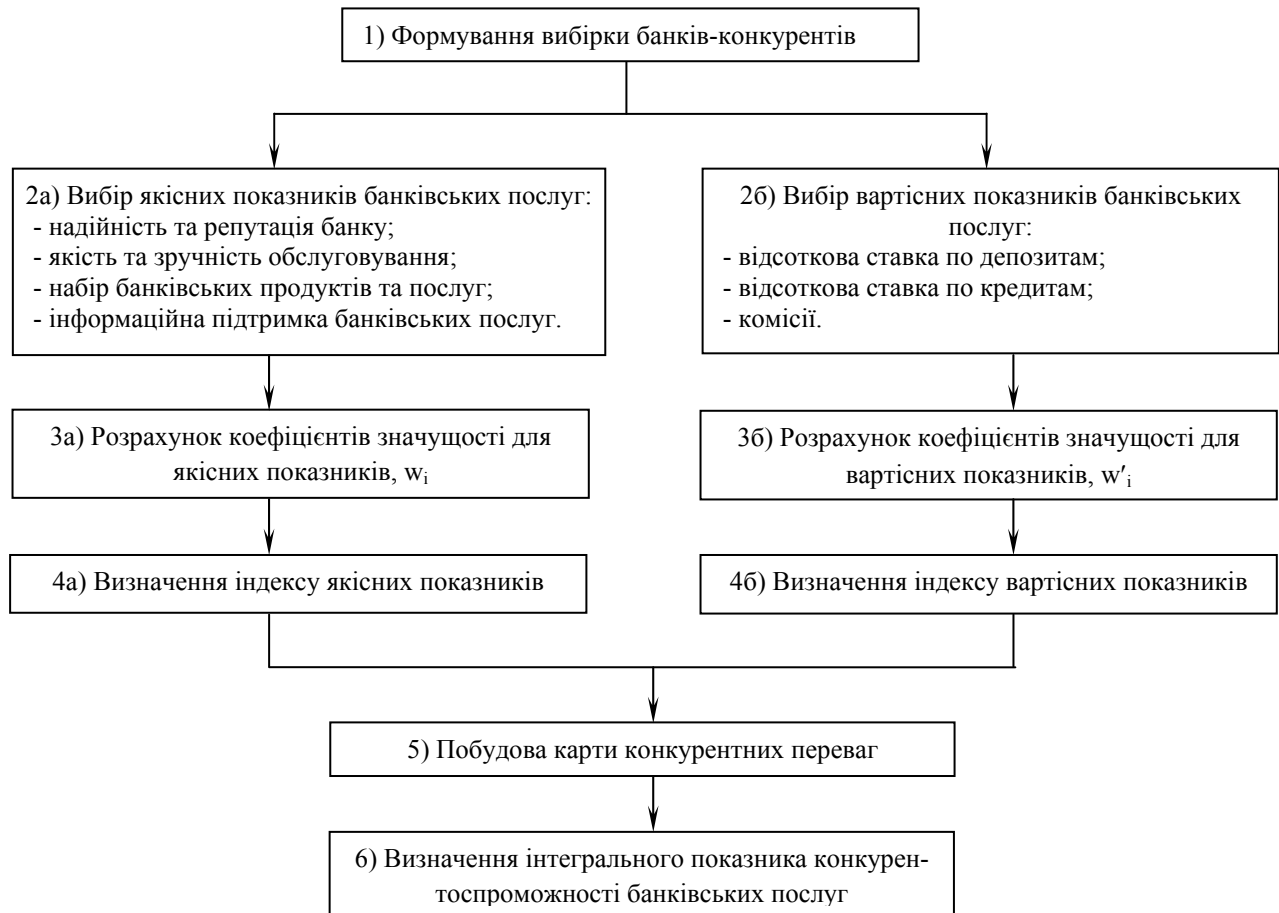 1) Формування вибірки банків-конкурентів
2а) Вибір якісних показників банківських послуг:
- надійність та репутація банку;
- якість та зручність обслуговування;
- набір банківських продуктів та послуг;
- інформаційна підтримка банківських послуг.
2б) Вибір вартісних показників банківських
послуг:
- відсоткова ставка по депозитам;
- відсоткова ставка по кредитам;
- комісії.
3а) Розрахунок коефіцієнтів значущості для
якісних показників, wᵢ
3б) Розрахунок коефіцієнтів значущості для
вартісних показників, w′ᵢ
4а) Визначення індексу якісних показників
4б) Визначення індексу вартісних показників
5) Побудова карти конкурентних переваг
6) Визначення інтегрального показника конкурен-
тоспроможності банківських послуг